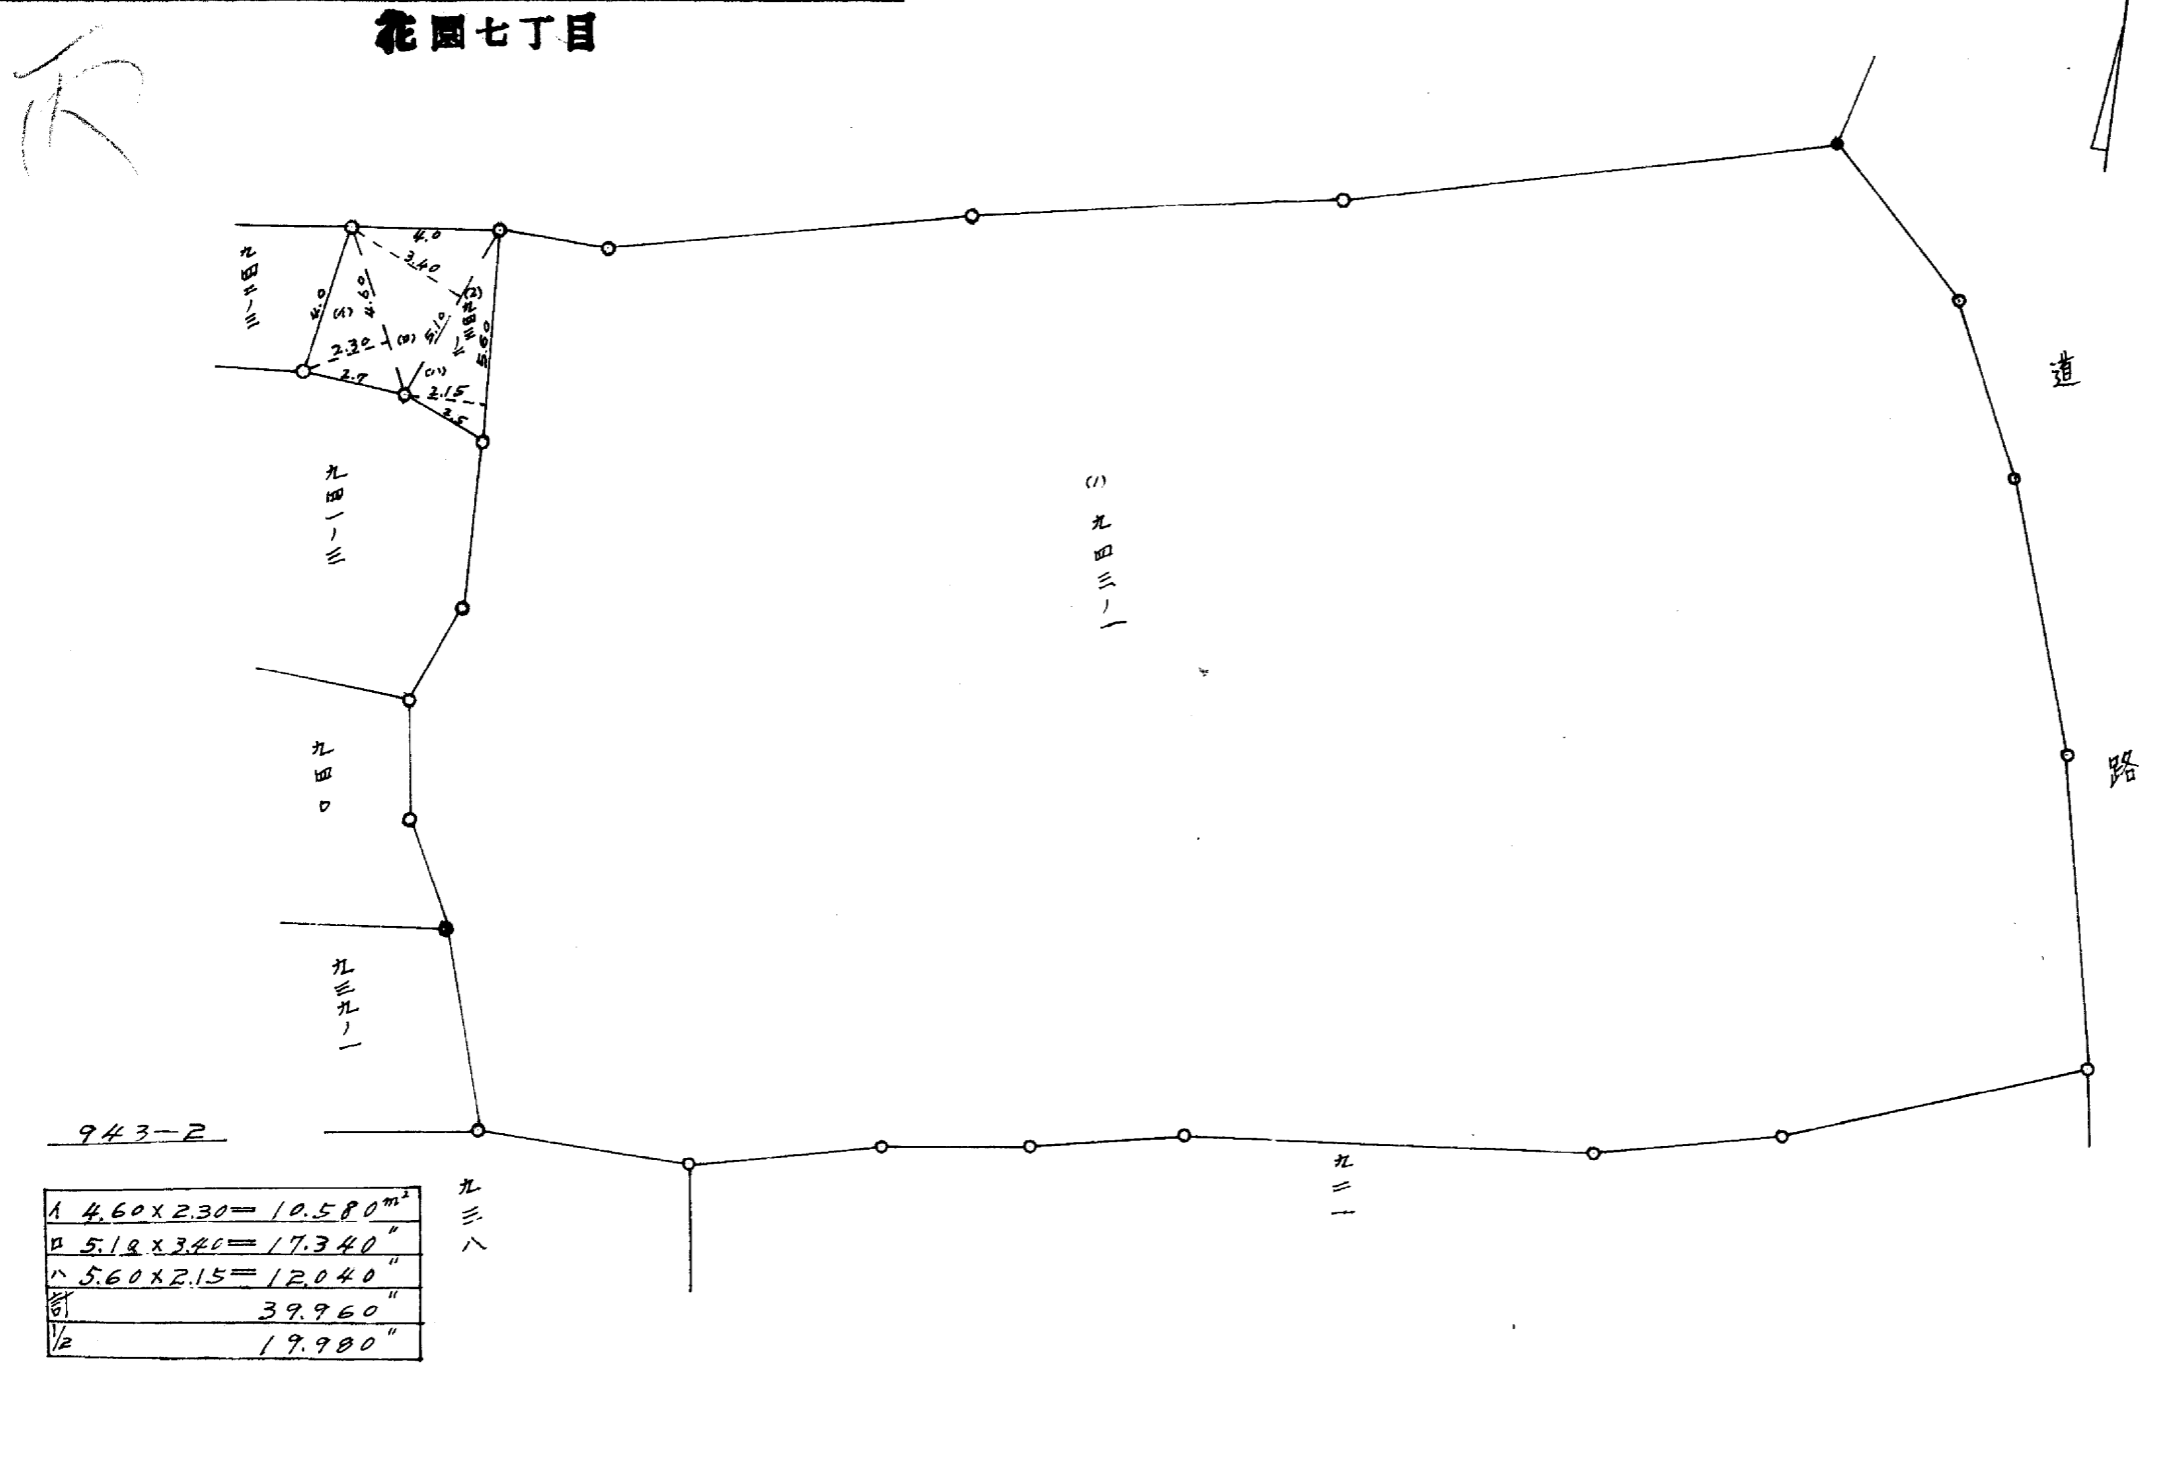 花園七丁目
九四二ノ三
4.0
3.40
4.60
4.0
(イ)
2.30
(ロ)
5.10
(2)
九四三ノ二
5.60
(ハ)
2.7
2.15
2.5
九四一ノ三
(1)九四三ノ一
道路
九四〇
九三九ノ一
九三八
九二一
943-2
イ 4.60×2.30= 10.580m²
ロ 5.10×3.40= 17.340〃
ハ 5.60×2.15= 12.040〃
計 39.960〃
1/2 19.980〃